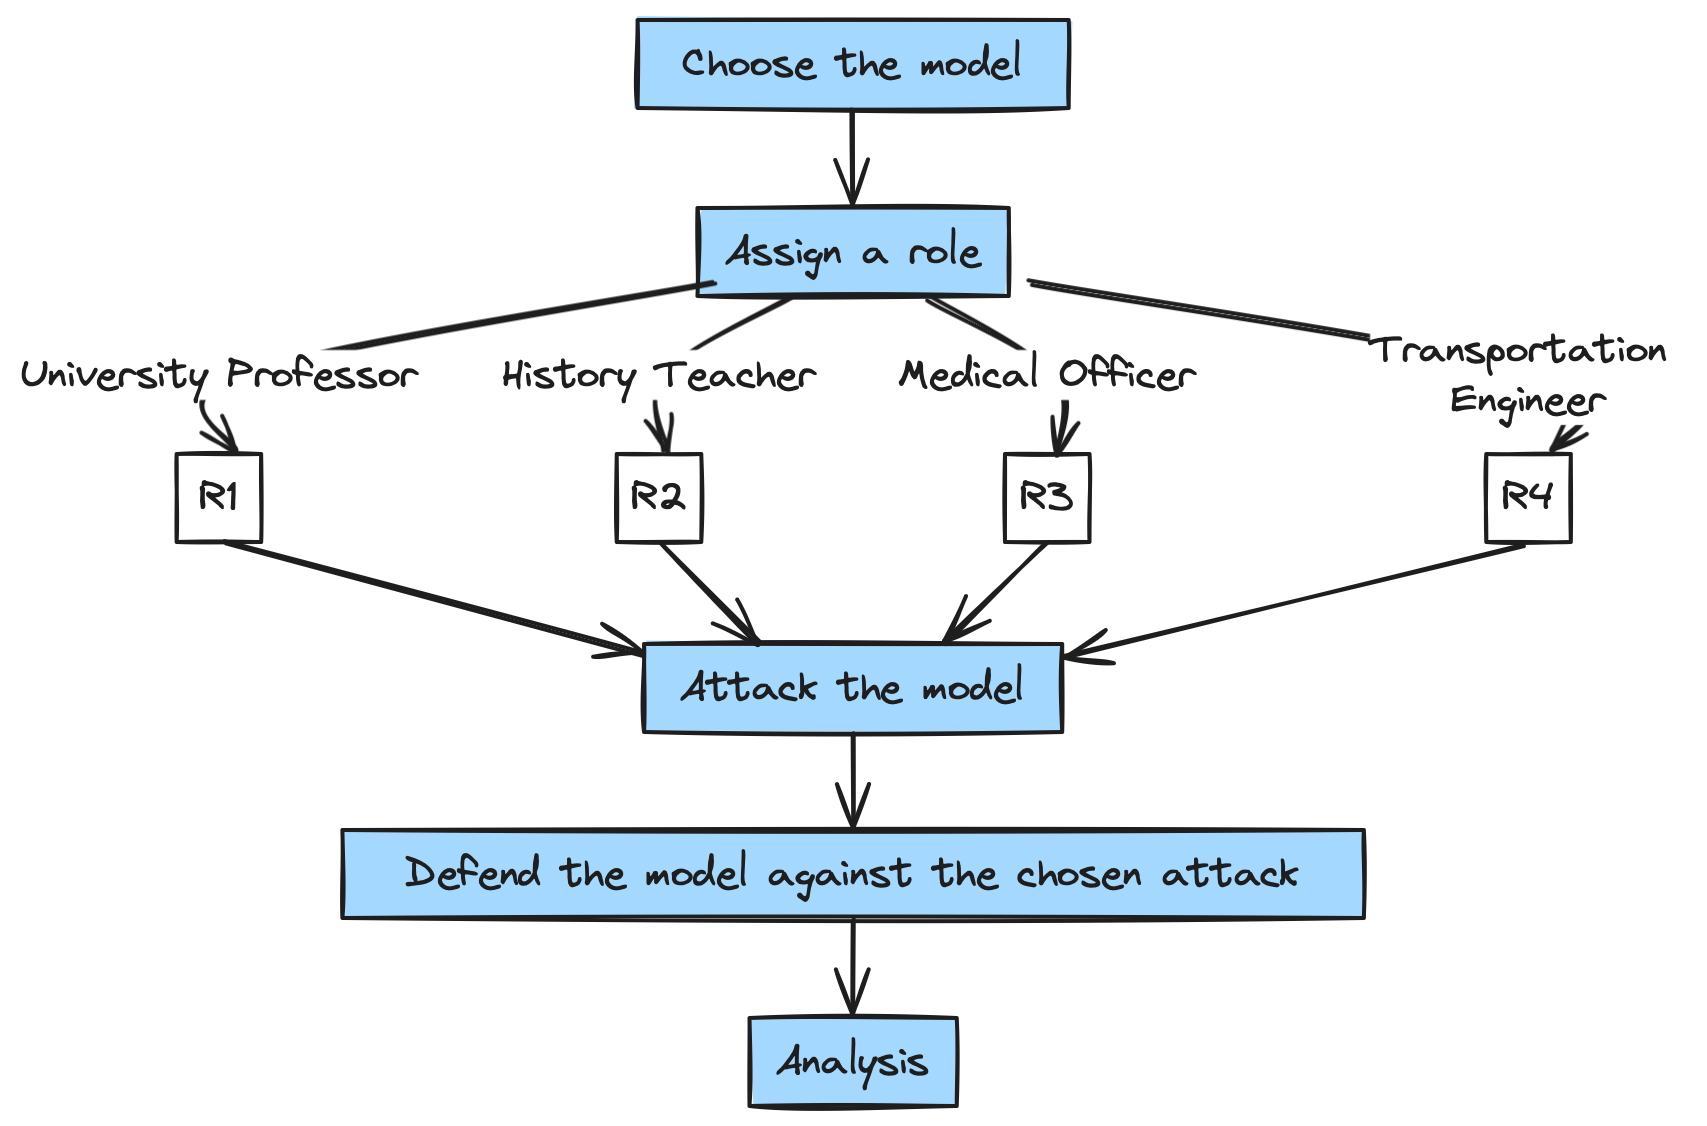 Choose the model
Assign a role
University Professor
History Teacher
Medical Officer
Transportation
Engineer
R1
R2
R3
R4
Attack the model
Defend the model against the chosen attack
Analysis